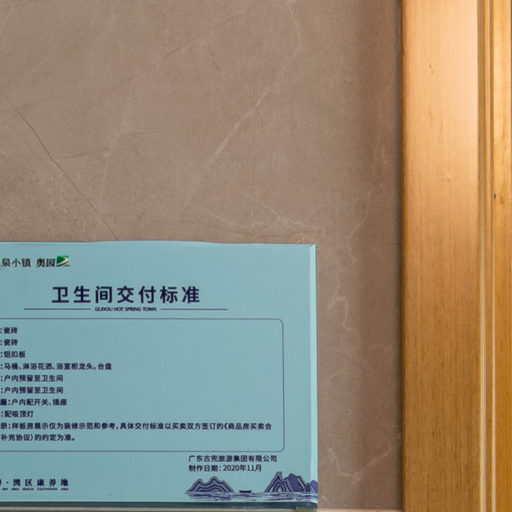 泉小镇 奥园
卫生间交付标准
GUDOU HOT SPRING TOWN
：瓷砖
：瓷砖
：铝扣板
：马桶、淋浴花洒、浴室柜龙头，台盘
：户内预留至卫生间
：户内预留至卫生间
座：户内配开关、插座
：配吸顶灯
示：样板房展示仅为装修示范和参考，具体交付标准以买卖双方签订的《商品房买卖合
补充协议）的约定为准。
广东古兜旅游集团有限公司
制作日期：2020年11月
·湾区康养地